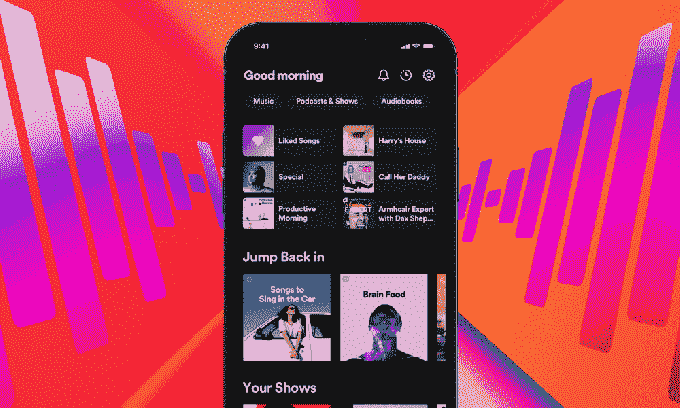 9:41
Good morning
Music
Podcasts & Shows
Audiobooks
Liked Songs
Harry's House
Special
Call Her Daddy
Productive
Morning
Armchair Expert
with Dax Shep...
Jump Back in
Songs to
Sing in the Car
Brain Food
Your Shows